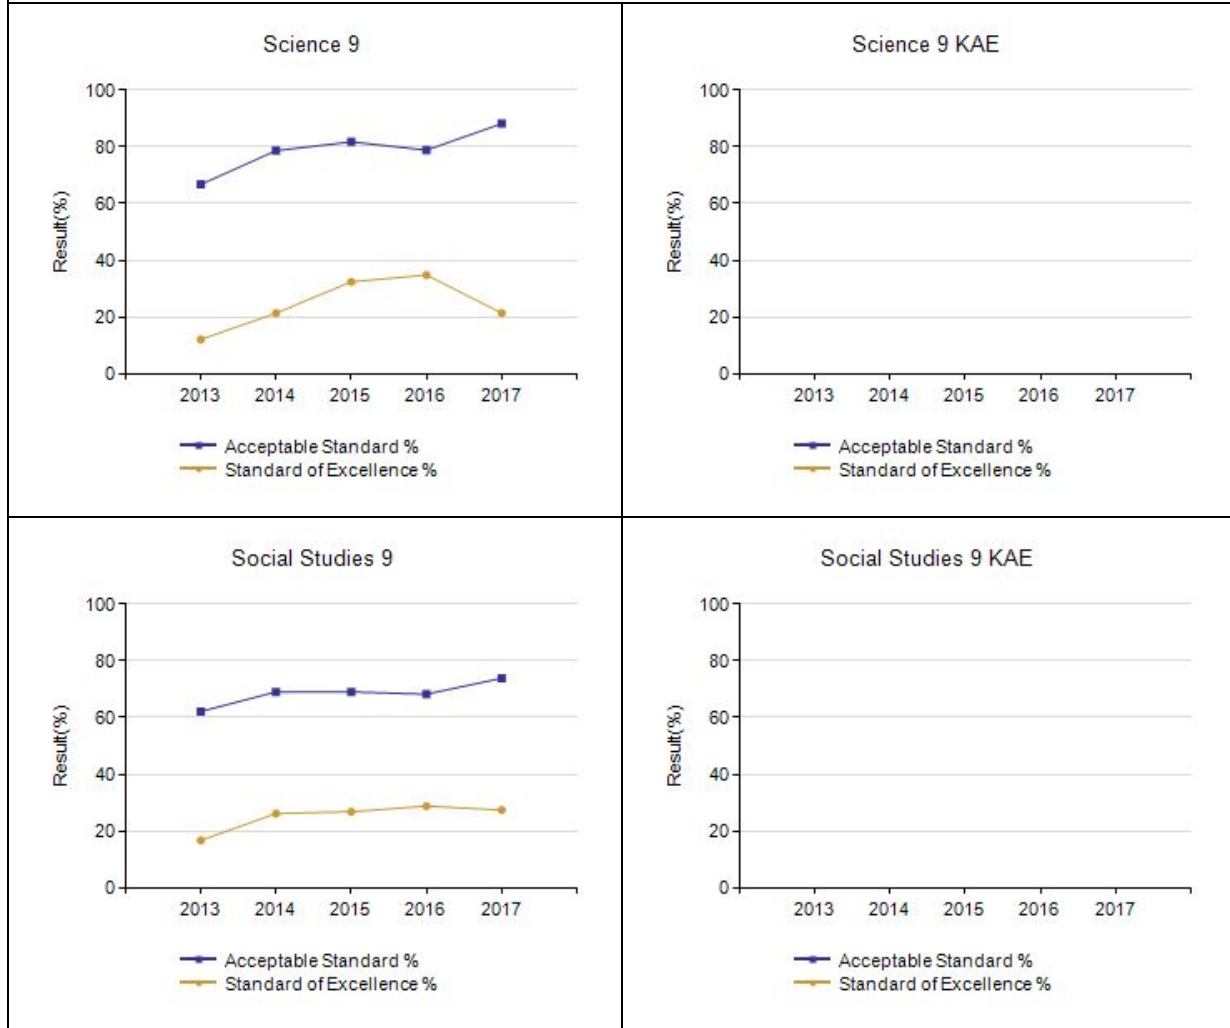 Science 9
100
80
60
40
20
0
Result(%)
2013 2014 2015 2016 2017
Acceptable Standard %
Standard of Excellence %
Science 9 KAE
100
80
60
40
20
0
Result(%)
2013 2014 2015 2016 2017
Acceptable Standard %
Standard of Excellence %
Social Studies 9
100
80
60
40
20
0
Result(%)
2013 2014 2015 2016 2017
Acceptable Standard %
Standard of Excellence %
Social Studies 9 KAE
100
80
60
40
20
0
Result(%)
2013 2014 2015 2016 2017
Acceptable Standard %
Standard of Excellence %